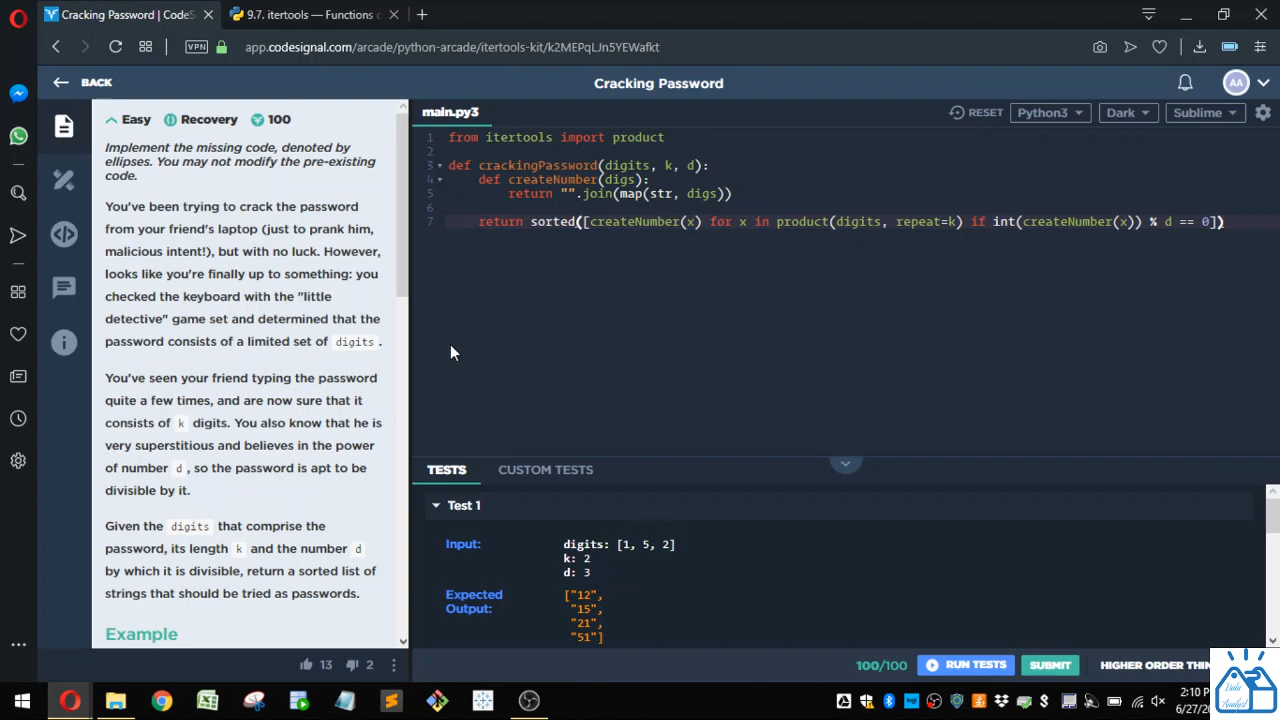 Cracking Password | CodeS
9.7. itertools — Functions c
VPN
app.codesignal.com/arcade/python-arcade/itertools-kit/k2MEPqLJn5YEWafkt
BACK
Cracking Password
AA
Easy Recovery 100
main.py3
RESET
Python3
Dark
Sublime
Implement the missing code, denoted by
ellipses. You may not modify the pre-existing
code.
You've been trying to crack the password
from your friend's laptop (just to prank him,
malicious intent!), but with no luck. However,
looks like you're finally up to something: you
checked the keyboard with the "little
detective" game set and determined that the
password consists of a limited set of digits .
You've seen your friend typing the password
quite a few times, and are now sure that it
consists of k digits. You also know that he is
very superstitious and believes in the power
of number d , so the password is apt to be
divisible by it.
Given the digits that comprise the
password, its length k and the number d
by which it is divisible, return a sorted list of
strings that should be tried as passwords.
Example
13 2
1 from itertools import product
2
3 def crackingPassword(digits, k, d):
4 def createNumber(digs):
5 return "".join(map(str, digs))
6
7 return sorted([createNumber(x) for x in product(digits, repeat=k) if int(createNumber(x)) % d == 0])
TESTS
CUSTOM TESTS
Test 1
Input:
digits: [1, 5, 2]
k: 2
d: 3
Expected
Output:
["12",
"15",
"21",
"51"]
100/100
RUN TESTS
SUBMIT
HIGHER ORDER THIN
Data
Analyst
2:10 P
6/27/20